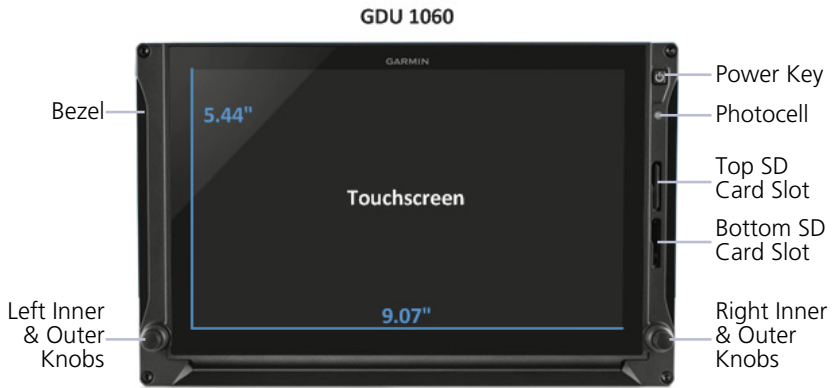 GDU 1060
GARMIN
Bezel
5.44"
Touchscreen
9.07"
Left Inner
& Outer
Knobs
Power Key
Photocell
Top SD
Card Slot
Bottom SD
Card Slot
Right Inner
& Outer
Knobs